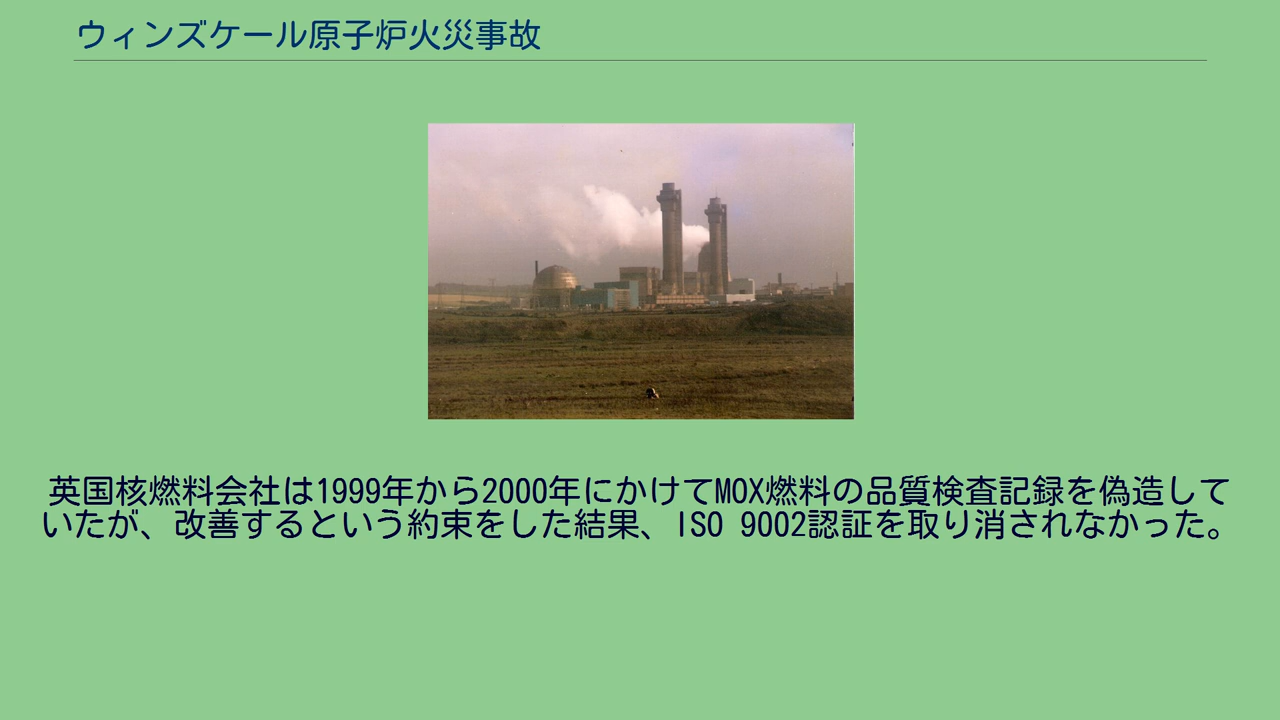 ウィンズケール原子炉火災事故
英国核燃料会社は1999年から2000年にかけてMOX燃料の品質検査記録を偽造して
いたが、改善するという約束をした結果、ISO 9002認証を取り消されなかった。